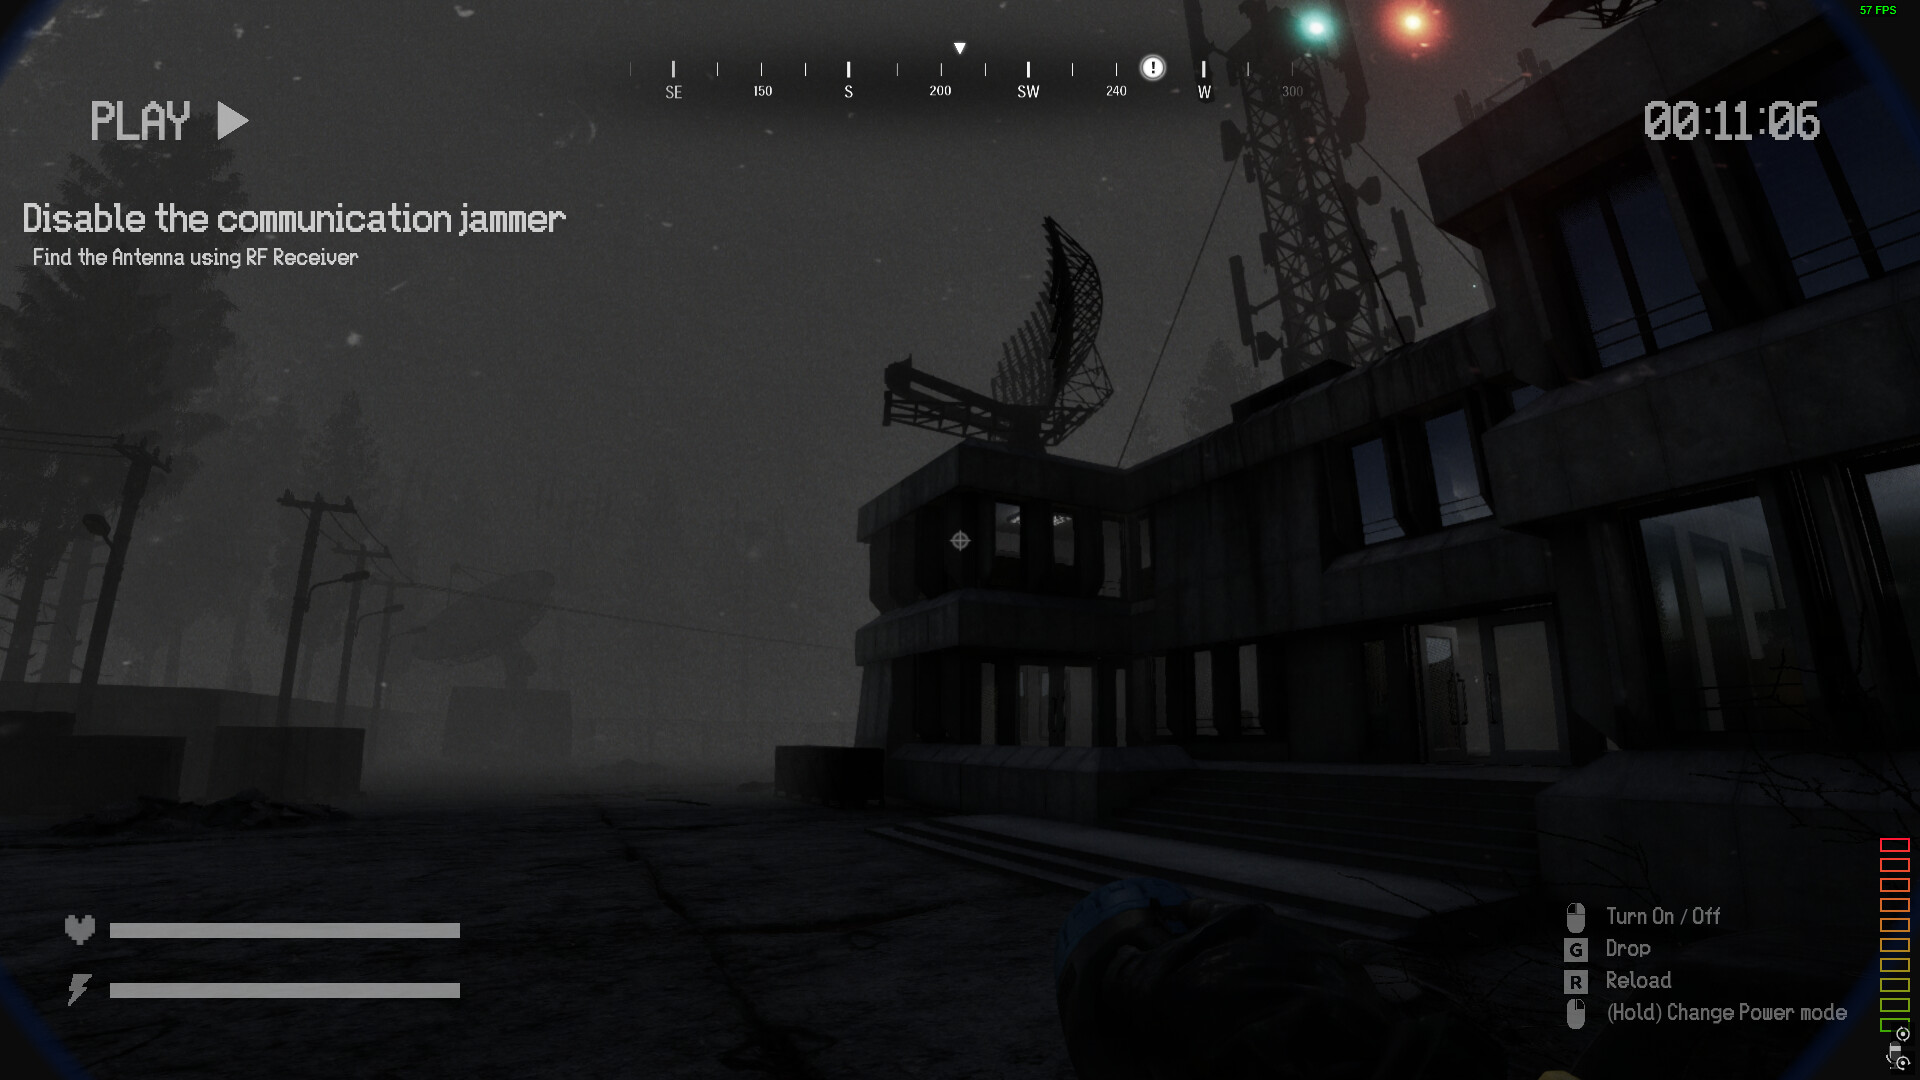 57 FPS
SE 150 S 200 SW 240 ! W 300
PLAY
00:11:06
Disable the communication jammer
Find the Antenna using RF Receiver
Turn On / Off
G Drop
R Reload
(Hold) Change Power mode